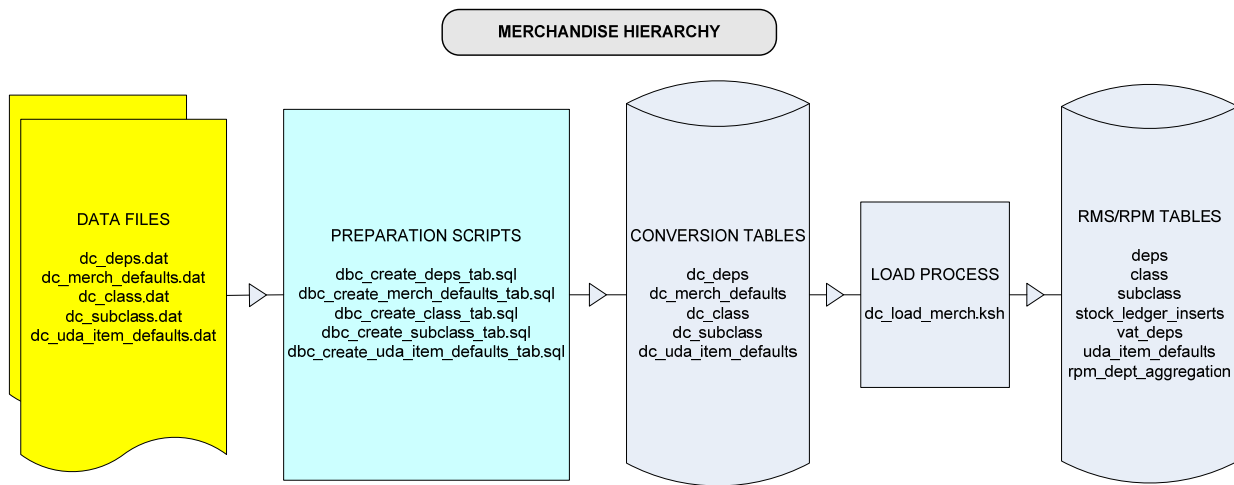 MERCHANDISE HIERARCHY
DATA FILES
dc_deps.dat
dc_merch_defaults.dat
dc_class.dat
dc_subclass.dat
dc_uda_item_defaults.dat
PREPARATION SCRIPTS
dbc_create_deps_tab.sql
dbc_create_merch_defaults_tab.sql
dbc_create_class_tab.sql
dbc_create_subclass_tab.sql
dbc_create_uda_item_defaults_tab.sql
CONVERSION TABLES
dc_deps
dc_merch_defaults
dc_class
dc_subclass
dc_uda_item_defaults
LOAD PROCESS
dc_load_merch.ksh
RMS/RPM TABLES
deps
class
subclass
stock_ledger_inserts
vat_deps
uda_item_defaults
rpm_dept_aggregation